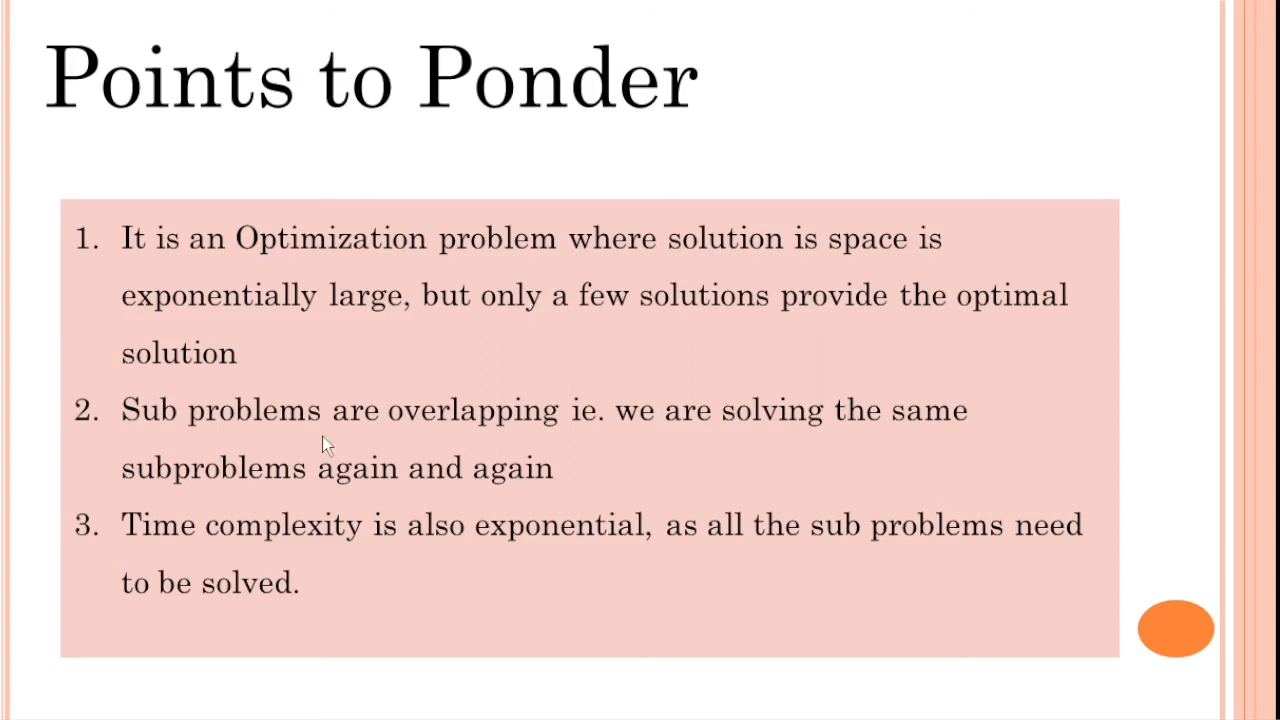 Points to Ponder
1. It is an Optimization problem where solution is space is
exponentially large, but only a few solutions provide the optimal
solution
2. Sub problems are overlapping ie. we are solving the same
subproblems again and again
3. Time complexity is also exponential, as all the sub problems need
to be solved.